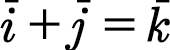 ī + j̄ = k̄